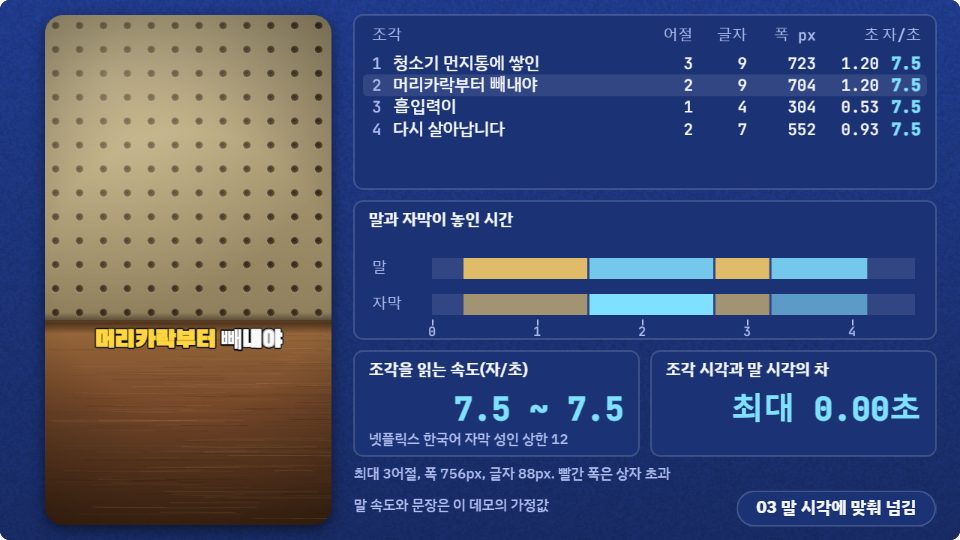 머리카락부터 빼내야
조각 어절 글자 폭 px 초 자/초
1 청소기 먼지통에 쌓인 3 9 723 1.20 7.5
2 머리카락부터 빼내야 2 9 704 1.20 7.5
3 흡입력이 1 4 304 0.53 7.5
4 다시 살아납니다 2 7 552 0.93 7.5
말과 자막이 놓인 시간
말
자막
0 1 2 3 4
조각을 읽는 속도(자/초)
7.5 ~ 7.5
넷플릭스 한국어 자막 성인 상한 12
조각 시각과 말 시각의 차
최대 0.00초
최대 3어절, 폭 756px, 글자 88px. 빨간 폭은 상자 초과
말 속도와 문장은 이 데모의 가정값
03 말 시각에 맞춰 넘김